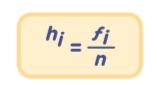 hᵢ = fᵢ / n